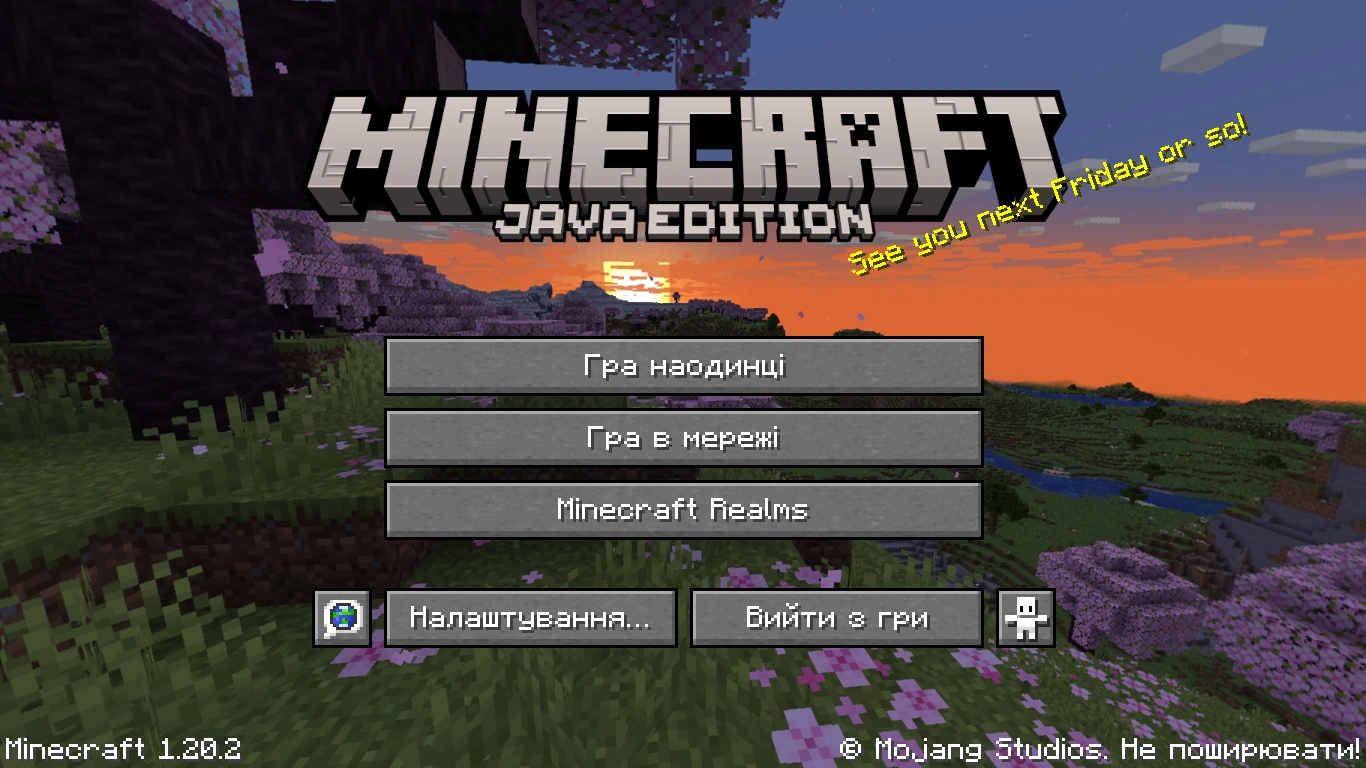 MINECRAFT
JAVA EDITION
See you next Friday or so!
Гра наодинці
Гра в мережі
Minecraft Realms
Налаштування...
Вийти з гри
Minecraft 1.20.2
© Mojang Studios. Не поширювати!